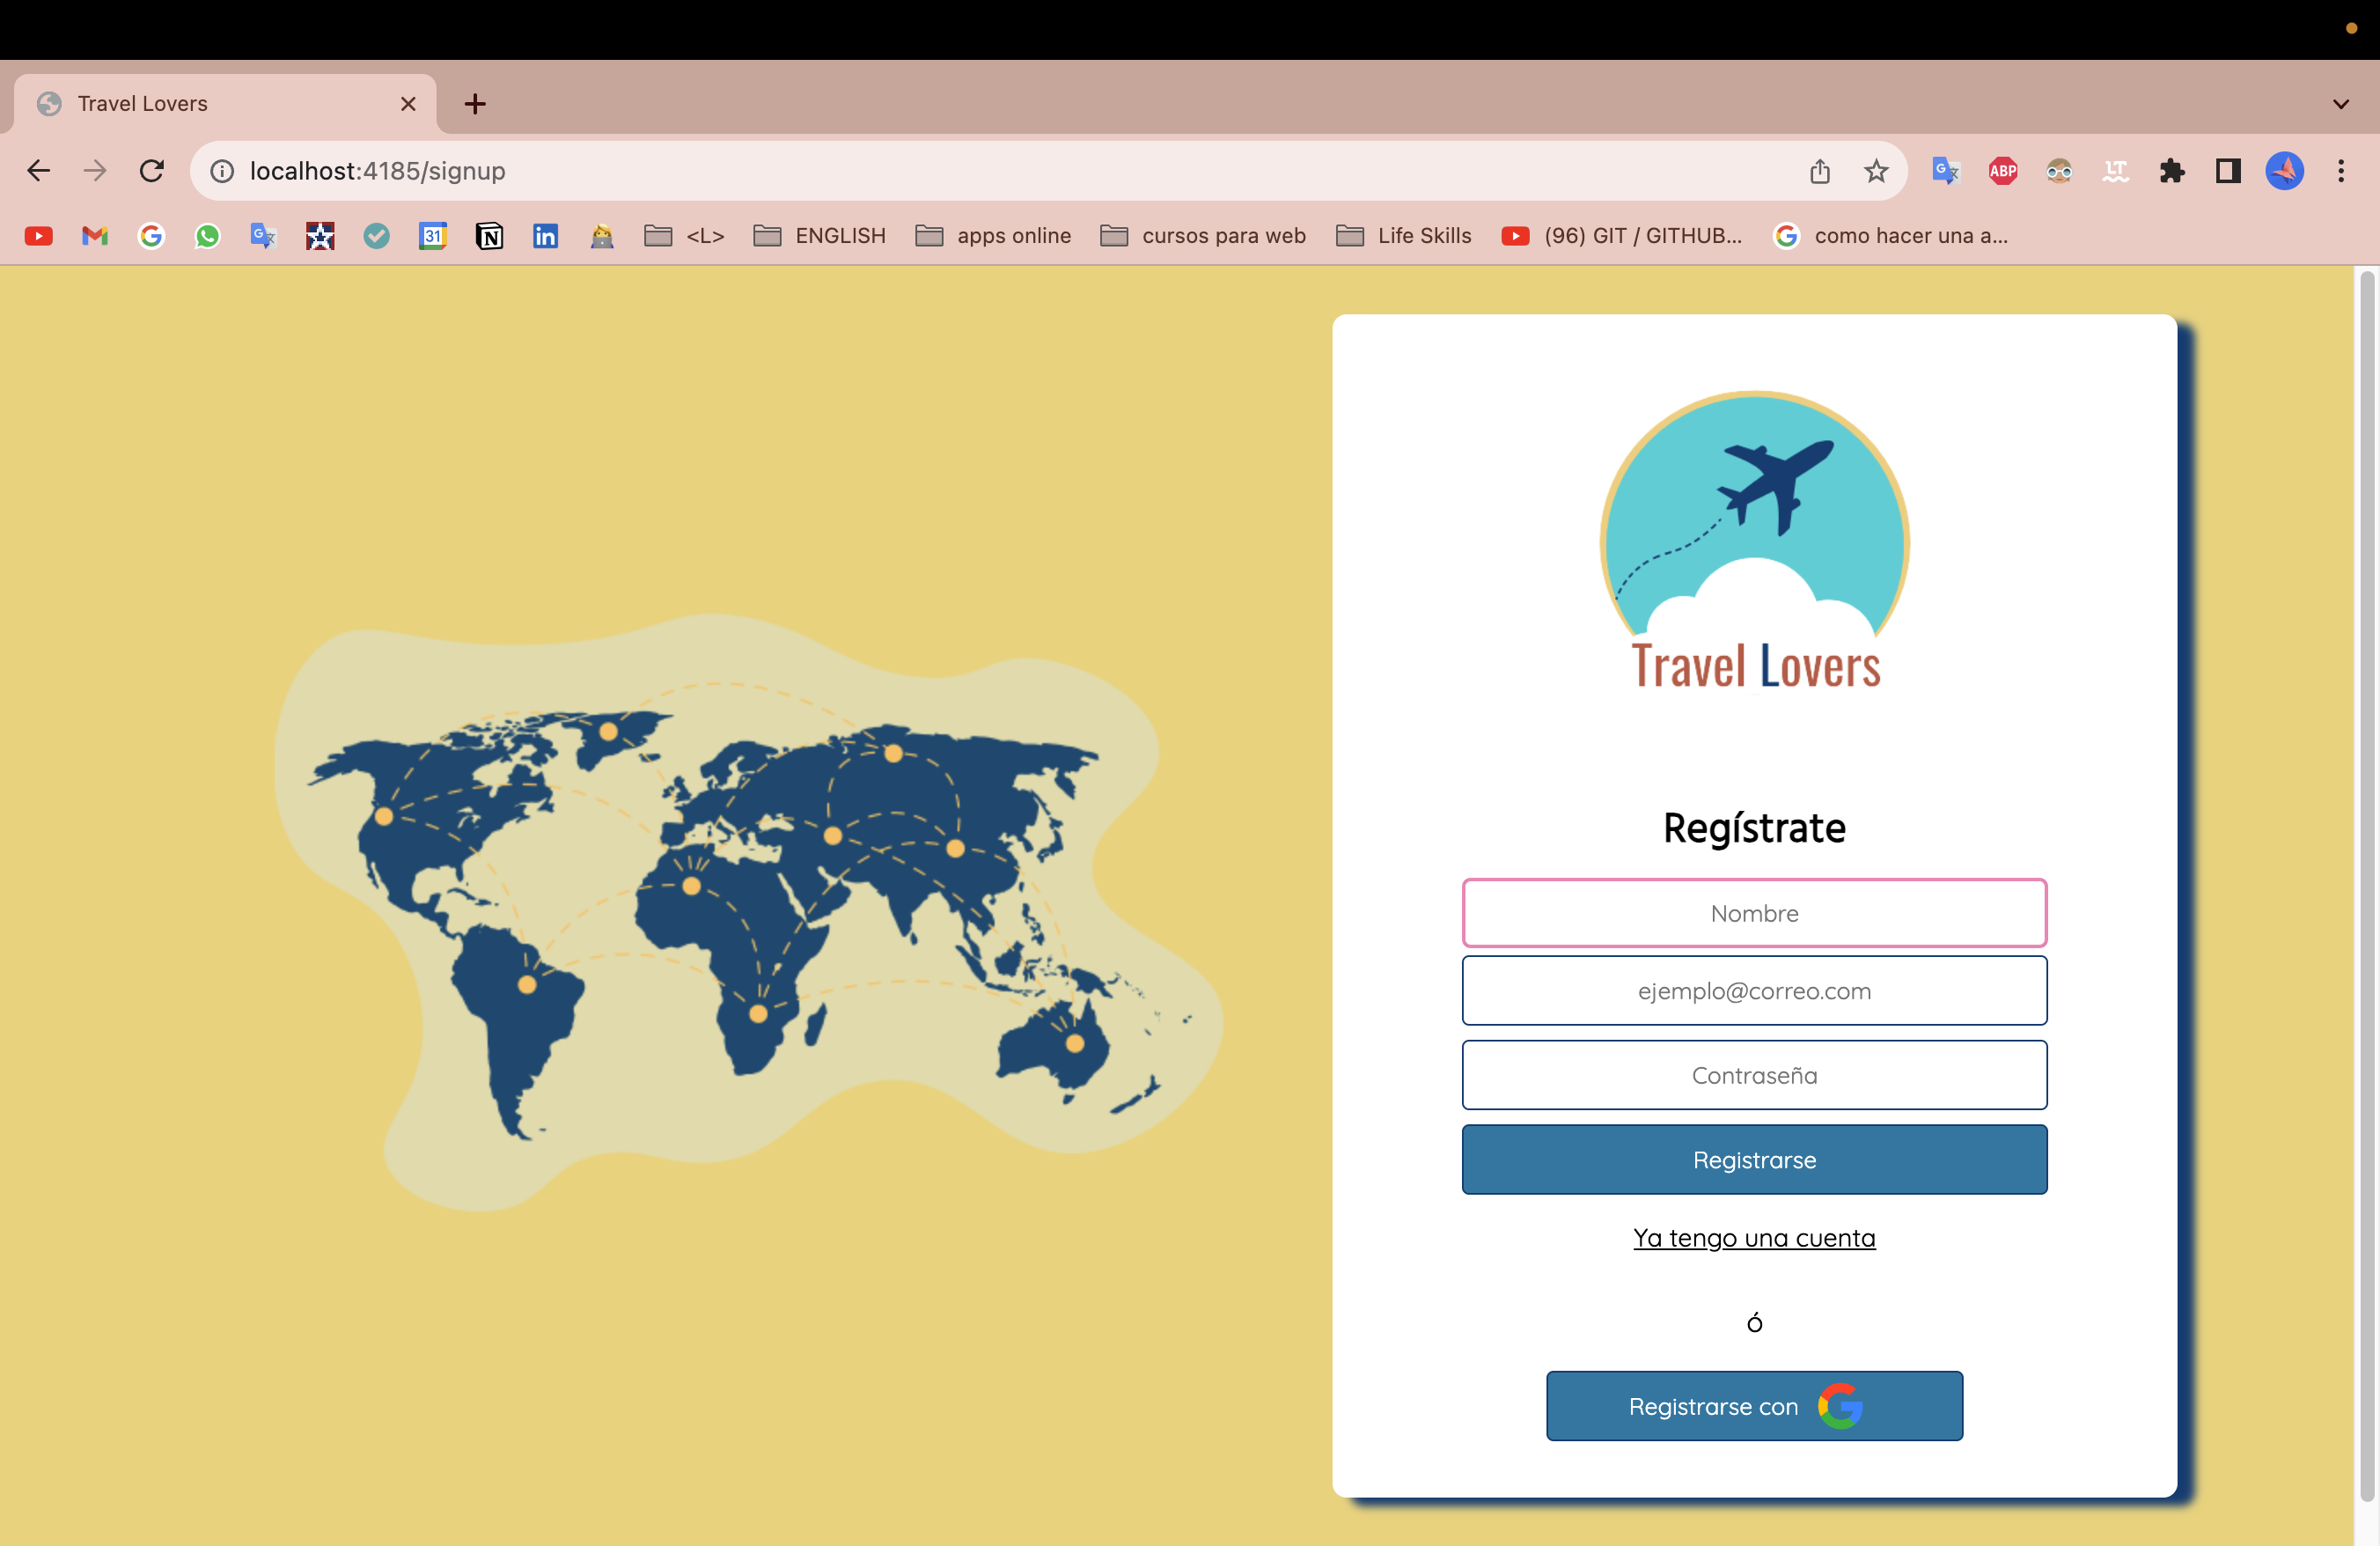 Travel Lovers
localhost:4185/signup
ABP
31
<L>
ENGLISH
apps online
cursos para web
Life Skills
(96) GIT / GITHUB...
como hacer una a...
Travel Lovers
Regístrate
Nombre
ejemplo@correo.com
Contraseña
Registrarse
Ya tengo una cuenta
ó
Registrarse con